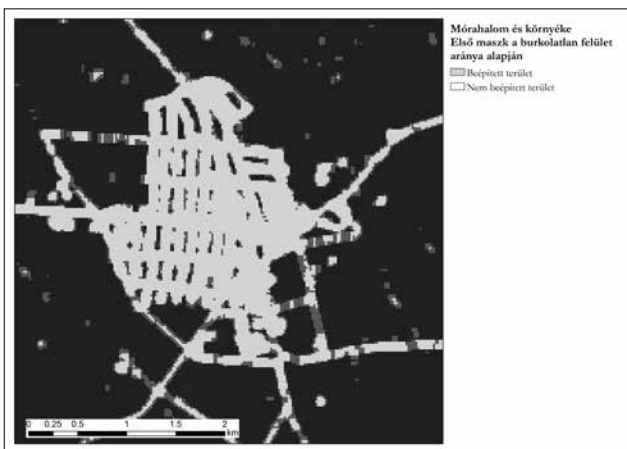 Mórahalom és környéke
Első maszk a burkolatlan felület
aránya alapján
Beépített terület
Nem beépített terület
0 0.25 0.5 1 1.5 2
km